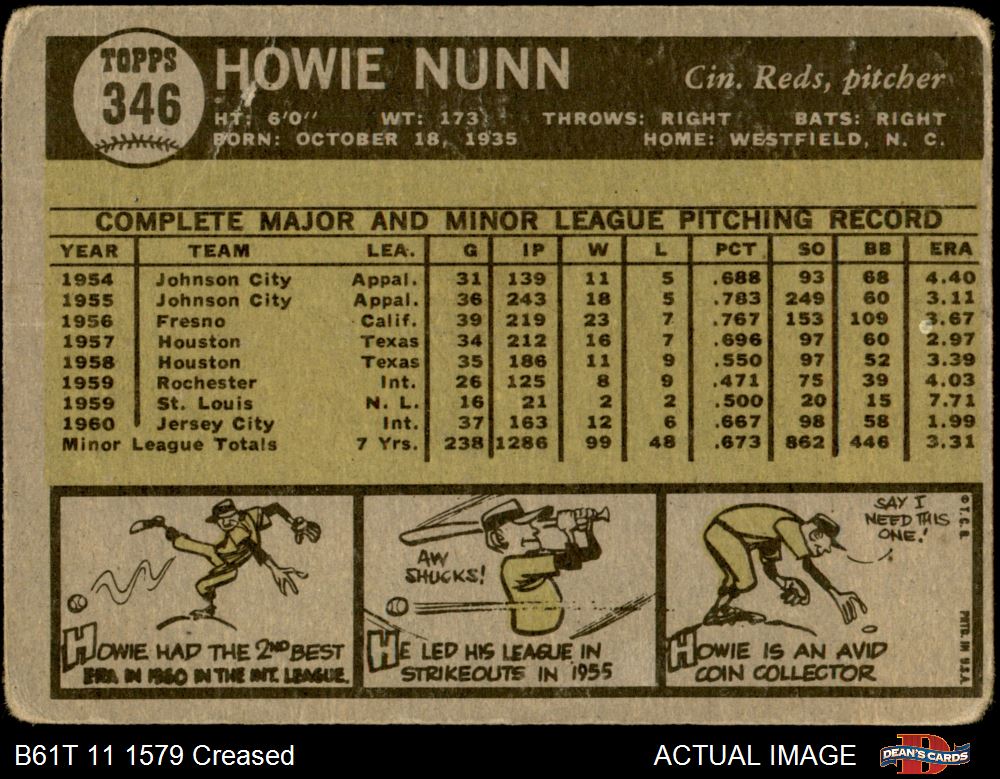 TOPPS
346
HOWIE NUNN
Cin. Reds, pitcher
HT: 6'0" WT: 173 THROWS: RIGHT BATS: RIGHT
BORN: OCTOBER 18, 1935 HOME: WESTFIELD, N. C.
COMPLETE MAJOR AND MINOR LEAGUE PITCHING RECORD
YEAR TEAM LEA. G IP W L PCT SO BB ERA
1954 Johnson City Appal. 31 139 11 5 .688 93 68 4.40
1955 Johnson City Appal. 36 243 18 5 .783 249 60 3.11
1956 Fresno Calif. 39 219 23 7 .767 153 109 3.67
1957 Houston Texas 34 212 16 7 .696 97 60 2.97
1958 Houston Texas 35 186 11 9 .550 97 52 3.39
1959 Rochester Int. 26 125 8 9 .471 75 39 4.03
1959 St. Louis N. L. 16 21 2 2 .500 20 15 7.71
1960 Jersey City Int. 37 163 12 6 .667 98 58 1.99
Minor League Totals 7 Yrs. 238 1286 99 48 .673 862 446 3.31
HOWIE HAD THE 2ND BEST
ERA IN 1960 IN THE INT. LEAGUE.
AW
SHUCKS!
HE LED HIS LEAGUE IN
STRIKEOUTS IN 1955
SAY I
NEED THIS
ONE!
HOWIE IS AN AVID
COIN COLLECTOR
© T. C. G.
PRTD. IN U.S.A.
B61T 11 1579 Creased
ACTUAL IMAGE
DEAN'S CARDS